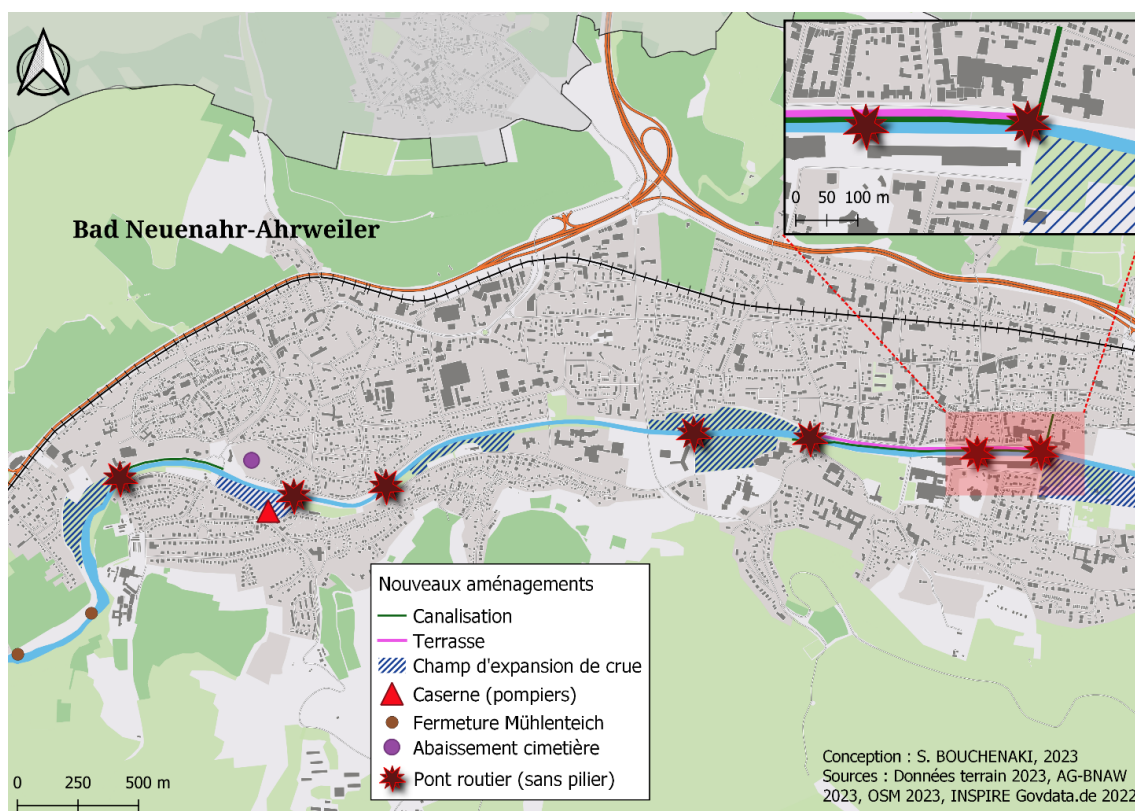 0 50 100 m
Bad Neuenahr-Ahrweiler
Nouveaux aménagements
Canalisation
Terrasse
Champ d'expansion de crue
Caserne (pompiers)
Fermeture Mühlenteich
Abaissement cimetière
Pont routier (sans pilier)
0 250 500 m
Conception : S. BOUCHENAKI, 2023
Sources : Données terrain 2023, AG-BNAW
2023, OSM 2023, INSPIRE Govdata.de 2022